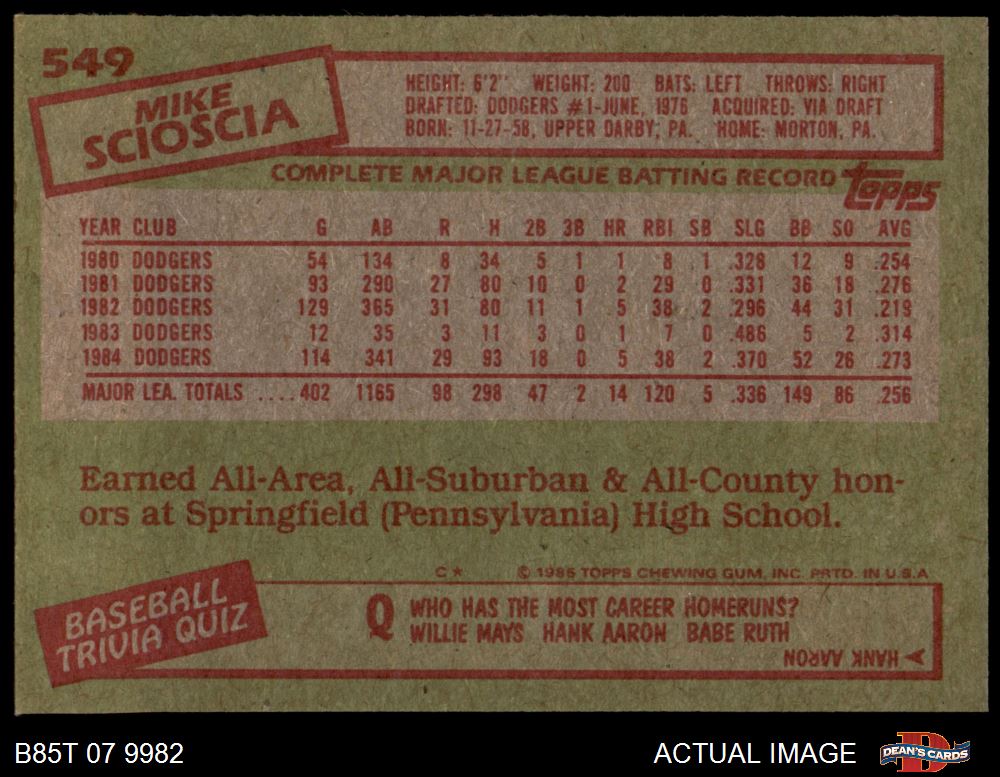 549
MIKE
SCIOSCIA
HEIGHT: 6'2" WEIGHT: 200 BATS: LEFT THROWS: RIGHT
DRAFTED: DODGERS #1-JUNE, 1976 ACQUIRED: VIA DRAFT
BORN: 11-27-58, UPPER DARBY, PA. HOME: MORTON, PA.
COMPLETE MAJOR LEAGUE BATTING RECORD topps
YEAR CLUB G AB R H 2B 3B HR RBI SB SLG BB SO AVG
1980 DODGERS 54 134 8 34 5 1 1 8 1 .328 12 9 .254
1981 DODGERS 93 290 27 80 10 0 2 29 0 .331 36 18 .276
1982 DODGERS 129 365 31 80 11 1 5 38 2 .296 44 31 .219
1983 DODGERS 12 35 3 11 3 0 1 7 0 .486 5 2 .314
1984 DODGERS 114 341 29 93 18 0 5 38 2 .370 52 26 .273
MAJOR LEA. TOTALS ....402 1165 98 298 47 2 14 120 5 .336 149 86 .256
Earned All-Area, All-Suburban & All-County hon-
ors at Springfield (Pennsylvania) High School.
C* © 1985 TOPPS CHEWING GUM, INC. PRTD. IN U.S.A
BASEBALL
TRIVIA QUIZ
Q WHO HAS THE MOST CAREER HOMERUNS?
WILLIE MAYS HANK AARON BABE RUTH
A HANK AARON
B85T 07 9982 ACTUAL IMAGE D DEAN'S CARDS